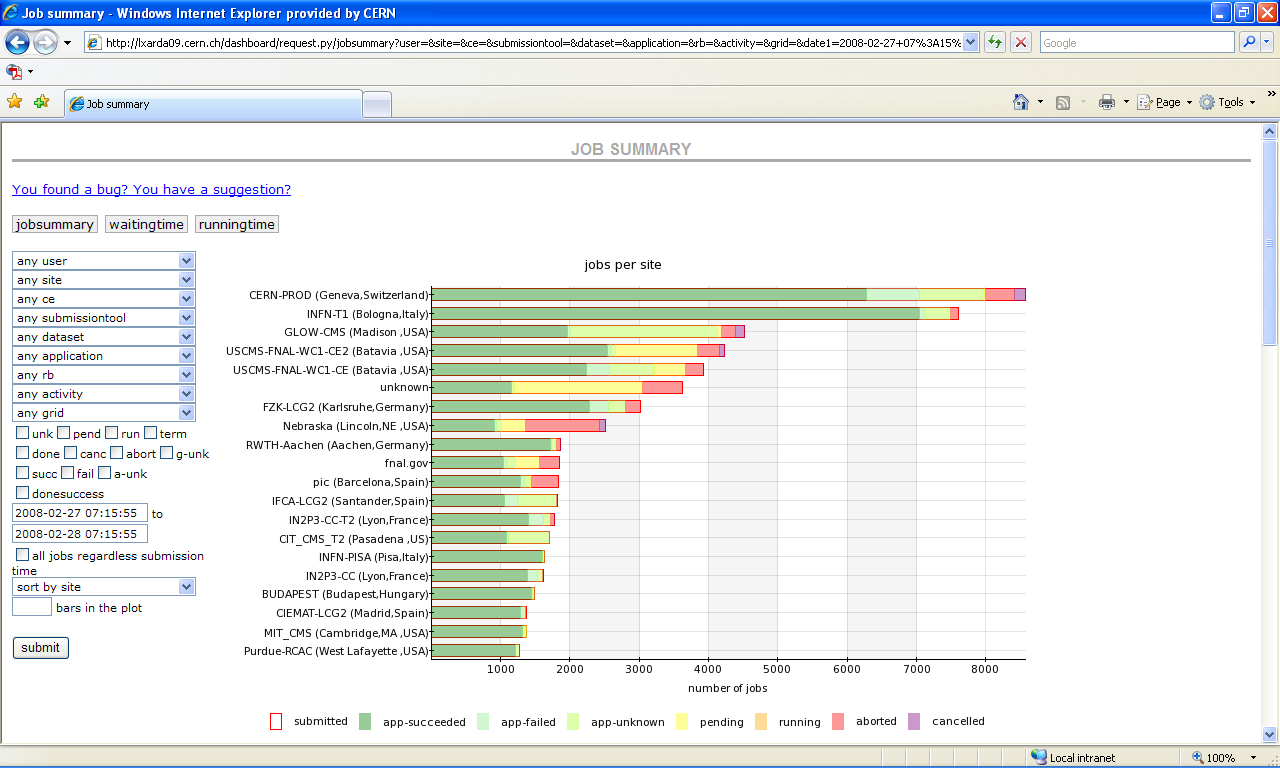 Job summary - Windows Internet Explorer provided by CERN
http://lxarda09.cern.ch/dashboard/request.py/jobsummary?user=&site=&ce=&submissiontool=&dataset=&application=&rb=&activity=&grid=&date1=2008-02-27+07%3A15%
Google
Job summary
Page
Tools
JOB SUMMARY
You found a bug? You have a suggestion?
jobsummary waitingtime runningtime
any user
any site
any ce
any submissiontool
any dataset
any application
any rb
any activity
any grid
unk pend run term
done canc abort g-unk
succ fail a-unk
donesuccess
2008-02-27 07:15:55 to
2008-02-28 07:15:55
all jobs regardless submission
time
sort by site
bars in the plot
submit
jobs per site
CERN-PROD (Geneva,Switzerland)
INFN-T1 (Bologna,Italy)
GLOW-CMS (Madison ,USA)
USCMS-FNAL-WC1-CE2 (Batavia ,USA)
USCMS-FNAL-WC1-CE (Batavia ,USA)
unknown
FZK-LCG2 (Karlsruhe,Germany)
Nebraska (Lincoln,NE ,USA)
RWTH-Aachen (Aachen,Germany)
fnal.gov
pic (Barcelona,Spain)
IFCA-LCG2 (Santander,Spain)
IN2P3-CC-T2 (Lyon,France)
CIT_CMS_T2 (Pasadena ,US)
INFN-PISA (Pisa,Italy)
IN2P3-CC (Lyon,France)
BUDAPEST (Budapest,Hungary)
CIEMAT-LCG2 (Madrid,Spain)
MIT_CMS (Cambridge,MA ,USA)
Purdue-RCAC (West Lafayette ,USA)
1000 2000 3000 4000 5000 6000 7000 8000
number of jobs
submitted app-succeeded app-failed app-unknown pending running aborted cancelled
Local intranet
100%